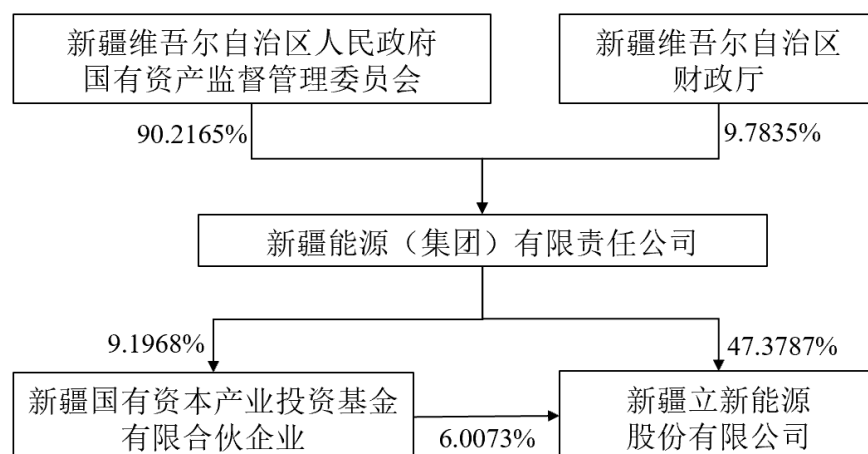 新疆维吾尔自治区人民政府
国有资产监督管理委员会
新疆维吾尔自治区
财政厅
90.2165%
9.7835%
新疆能源（集团）有限责任公司
9.1968%
47.3787%
新疆国有资本产业投资基金
有限合伙企业
6.0073%
新疆立新能源
股份有限公司